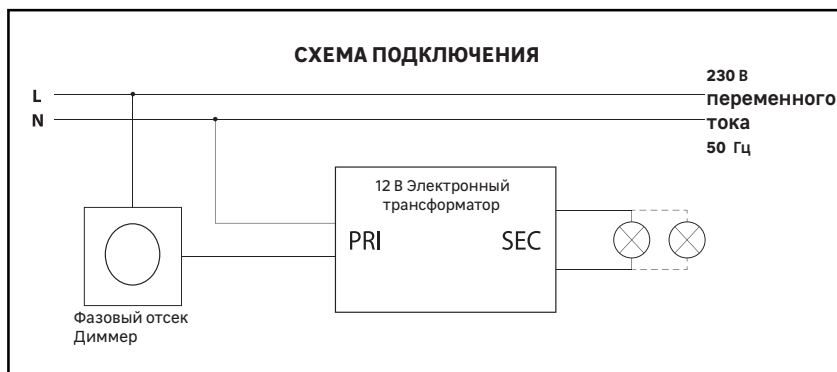 СХЕМА ПОДКЛЮЧЕНИЯ
L
N
230 В
переменного
тока
50 Гц
12 В Электронный
трансформатор
PRI
SEC
Фазовый отсек
Диммер